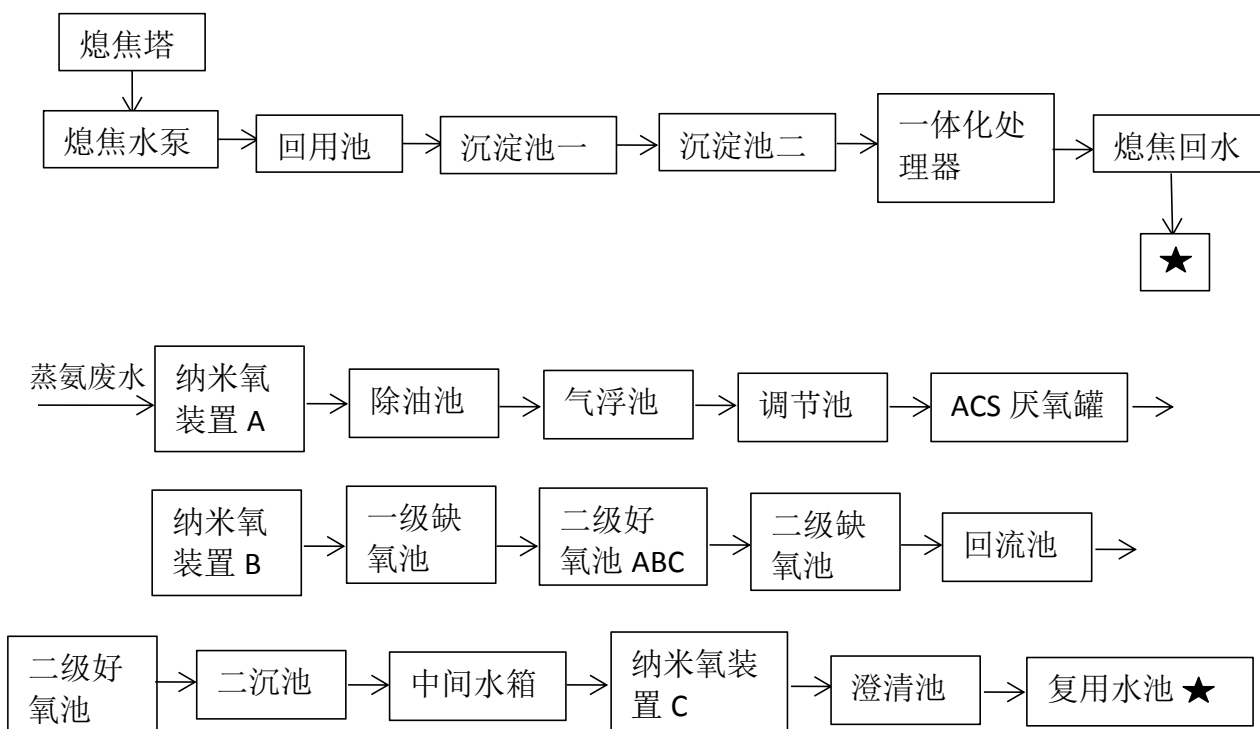 熄焦塔
熄焦水泵
回用池
沉淀池一
沉淀池二
一体化处
理器
熄焦回水
★
蒸氨废水
纳米氧
装置 A
除油池
气浮池
调节池
ACS 厌氧罐
纳米氧
装置 B
一级缺
氧池
二级好
氧池 ABC
二级缺
氧池
回流池
二级好
氧池
二沉池
中间水箱
纳米氧装
置 C
澄清池
复用水池 ★